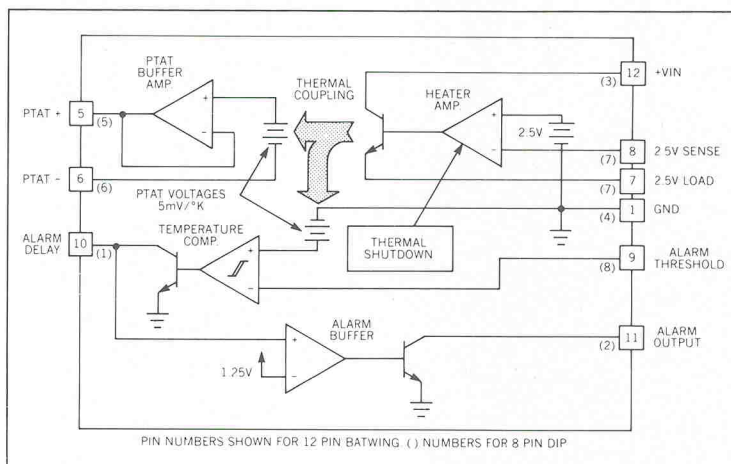 PTAT
BUFFER
AMP.
THERMAL
COUPLING
HEATER
AMP.
12
+VIN
(3)
PTAT +
5
(5)
+
−
+
−
2.5V
8
2.5V SENSE
(7)
PTAT −
6
(6)
7
2.5V LOAD
(7)
PTAT VOLTAGES
5mV/°K
1
GND
(4)
ALARM
DELAY
10
(1)
TEMPERATURE
COMP.
+
−
THERMAL
SHUTDOWN
9
ALARM
THRESHOLD
(8)
ALARM
BUFFER
+
−
1.25V
11
ALARM
OUTPUT
(2)
PIN NUMBERS SHOWN FOR 12 PIN BATWING. ( ) NUMBERS FOR 8 PIN DIP